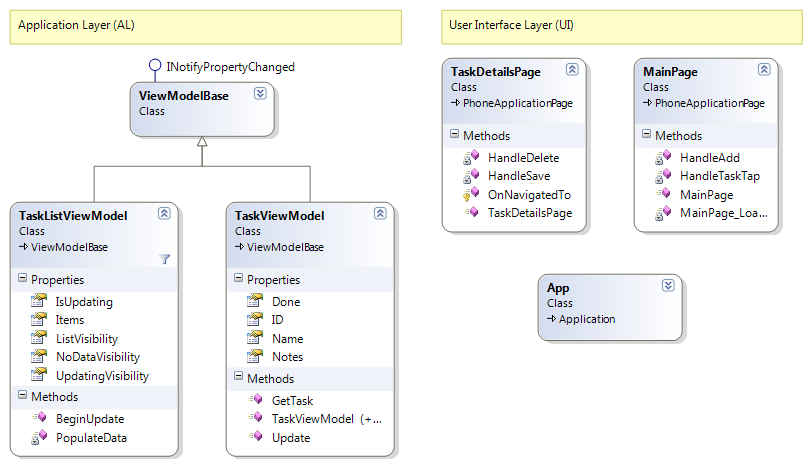 Application Layer (AL)
INotifyPropertyChanged
ViewModelBase
Class
TaskListViewModel
Class
ViewModelBase
Properties
IsUpdating
Items
ListVisibility
NoDataVisibility
UpdatingVisibility
Methods
BeginUpdate
PopulateData
TaskViewModel
Class
ViewModelBase
Properties
Done
ID
Name
Notes
Methods
GetTask
TaskViewModel (+...
Update
User Interface Layer (UI)
TaskDetailsPage
Class
PhoneApplicationPage
Methods
HandleDelete
HandleSave
OnNavigatedTo
TaskDetailsPage
MainPage
Class
PhoneApplicationPage
Methods
HandleAdd
HandleTaskTap
MainPage
MainPage_Loa...
App
Class
Application